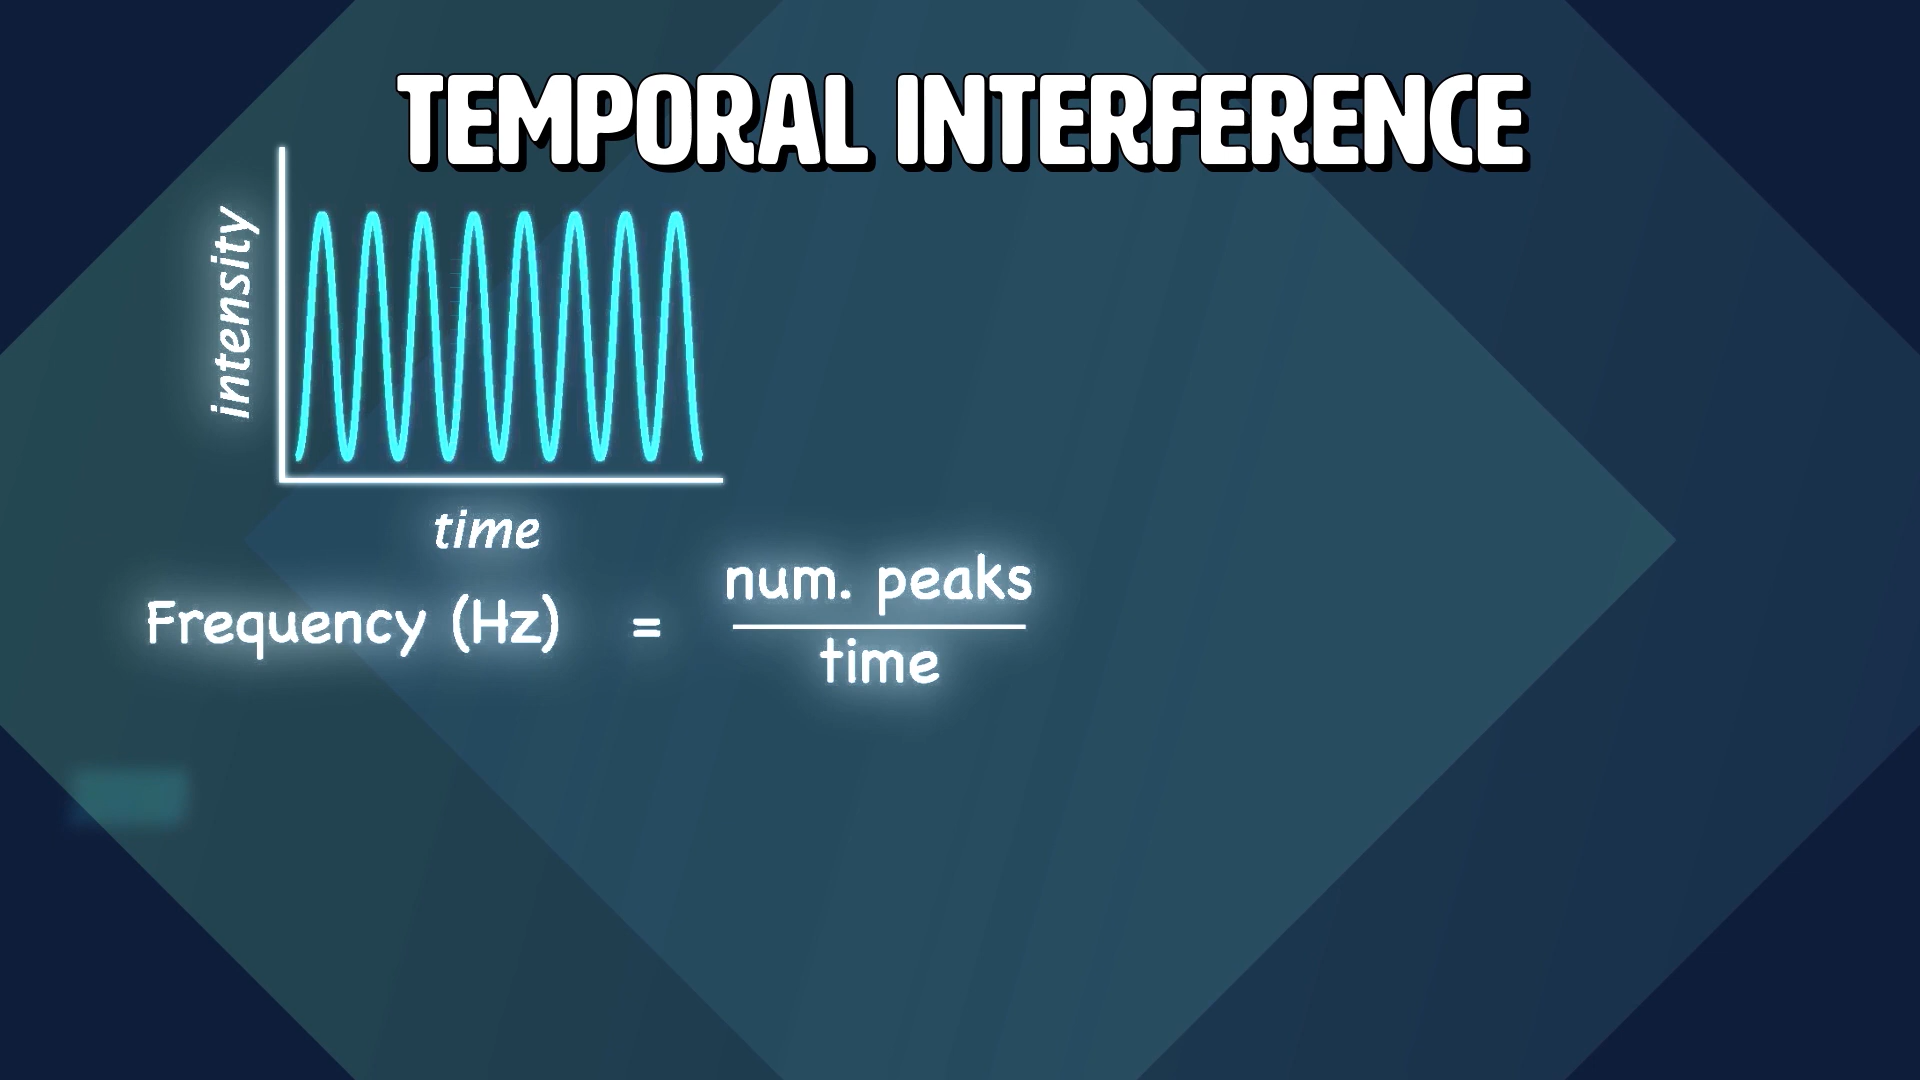 TEMPORAL INTERFERENCE
intensity
time
Frequency (Hz) = num. peaks
time